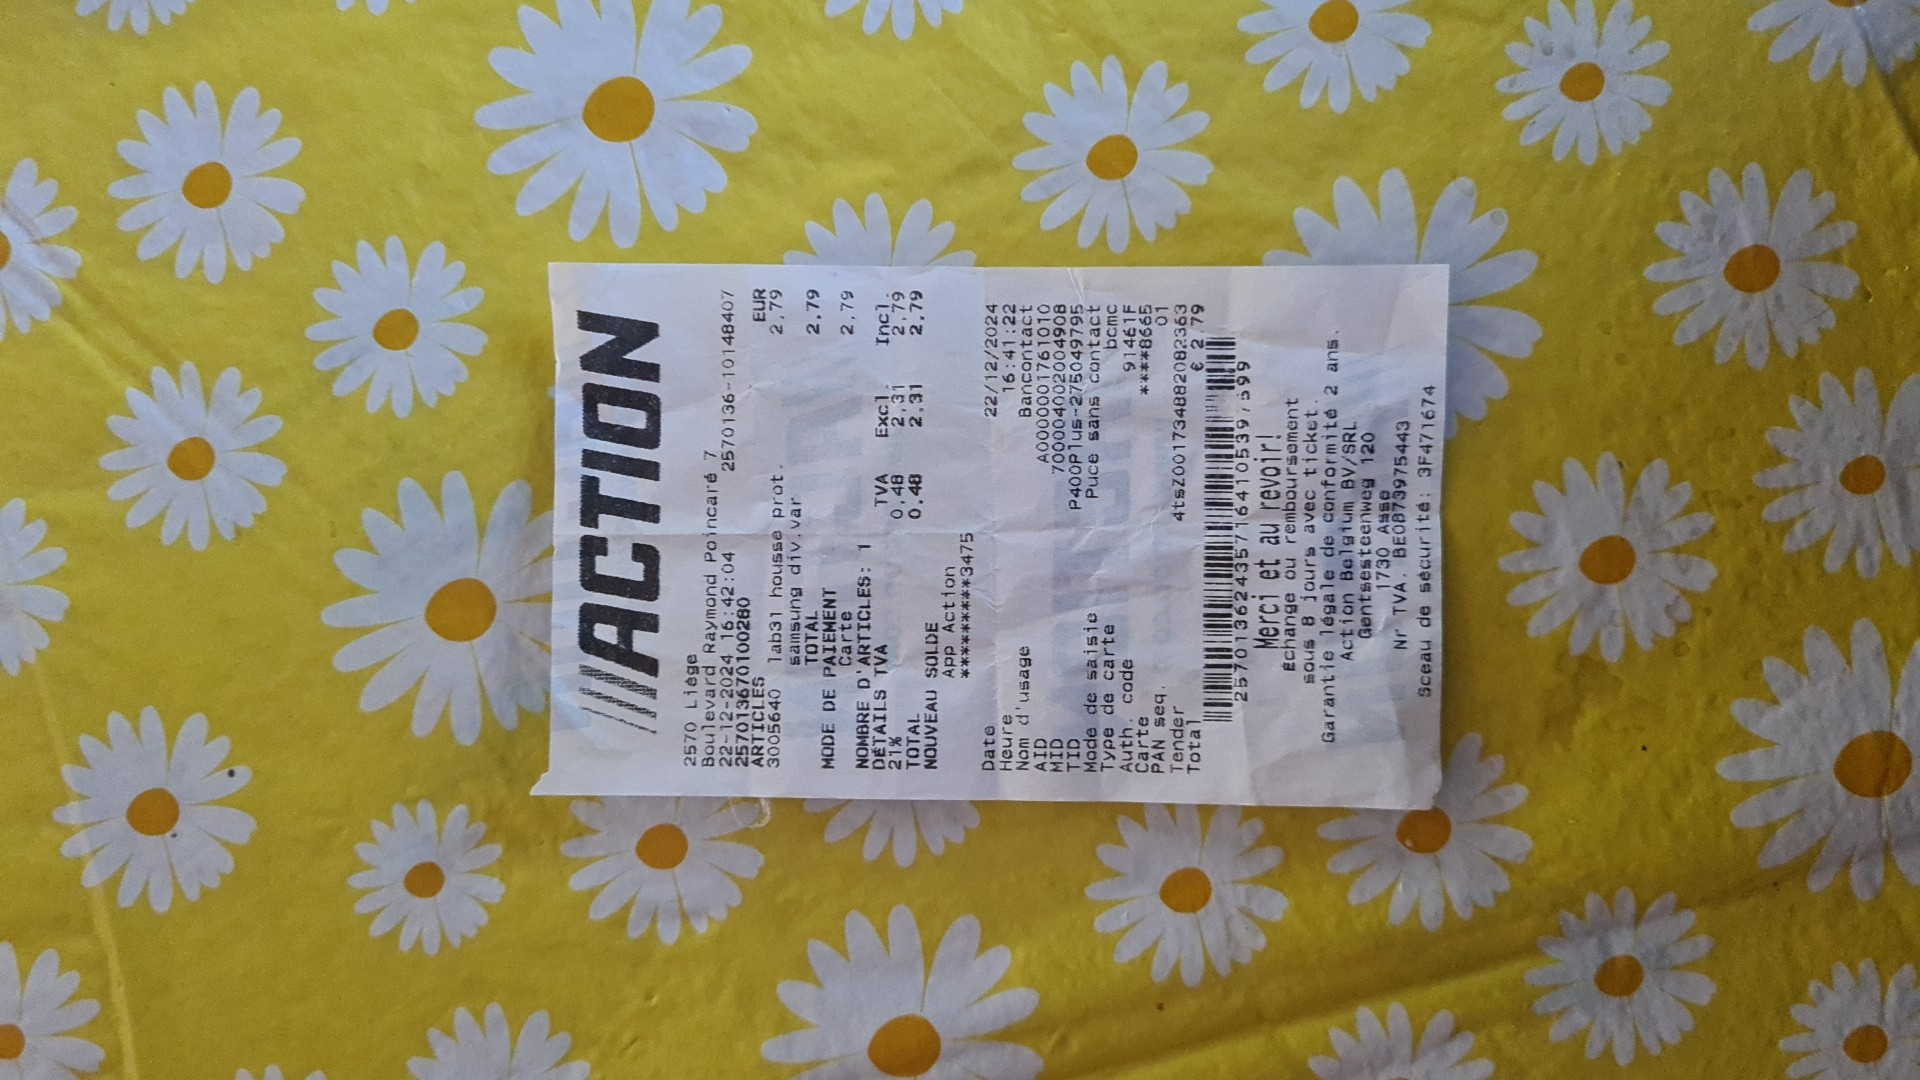 ///ACTION
2570 Liège
Boulevard Raymond Poincaré 7
22-12-2024 16:42:04 2570136-10148407
2570136701002​80
ARTICLES EUR
3005640 lab31 housse prot. 2,79
samsung div.var
TOTAL 2,79
MODE DE PAIEMENT
Carte 2,79
NOMBRE D'ARTICLES: 1
DÉTAILS TVA TVA Excl. Incl.
21% 0,48 2,31 2,79
TOTAL 0,48 2,31 2,79
NOUVEAU SOLDE
App Action
*********3475
Date 22/12/2024
Heure 16:41:22
Nom d'usage Bancontact
AID A0000001761010
MID 700004002004908
TID P400Plus-275049795
Mode de saisie Puce sans contact
Type de carte bcmc
Auth. code 91461F
Carte ****8665
PAN seq. 01
Tender 4tsZ001734882082363
Total € 2,79
Merci et au revoir!
Échange ou remboursement
sous 8 jours avec ticket.
Garantie légale de conformité 2 ans.
Action Belgium BV/SRL
Gentsesteenweg 120
1730 Asse
Nr TVA. BE0873975443
Sceau de sécurité: 3F471674